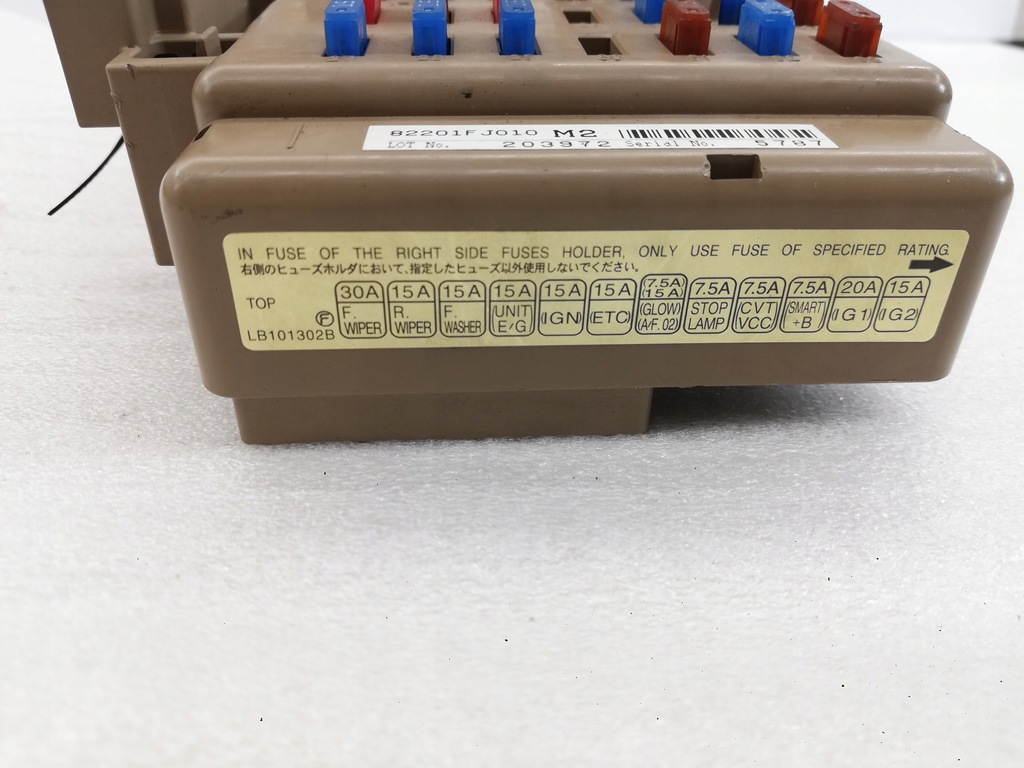 82201FJ010 M2
LOT No. 203972 Serial No. 5787
IN FUSE OF THE RIGHT SIDE FUSES HOLDER, ONLY USE FUSE OF SPECIFIED RATING.
右側のヒューズホルダにおいて、指定したヒューズ以外使用しないでください。
TOP
F
LB101302B
30A 15A 15A 15A 15A 15A (7.5A) 7.5A 7.5A 7.5A 20A 15A
(15A)
F. R. F. UNIT (IGN) (ETC) (GLOW) STOP CVT SMART (IG1) (IG2)
WIPER WIPER WASHER E/G (A/F. O2) LAMP VCC +B